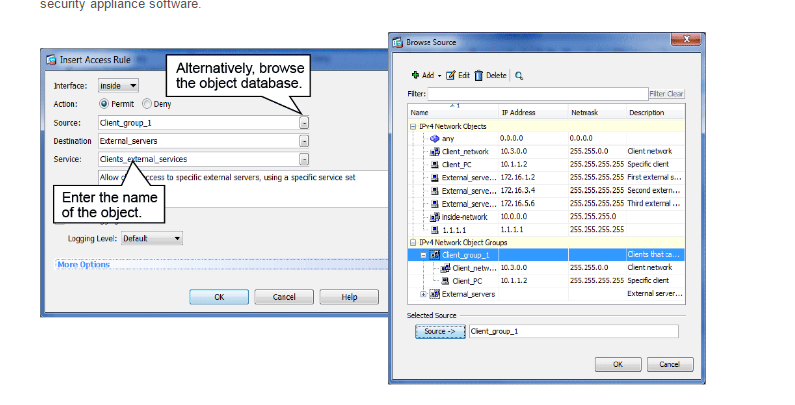 security appliance software.
Insert Access Rule
Alternatively, browse
the object database.
Interface: inside
Action: Permit Deny
Source: Client_group_1
Destination External_servers
Service: Clients_external_services
Allow c access to specific external servers, using a specific service set
Enter the name
of the object.
Logging Level: Default
More Options
OK Cancel Help
Browse Source
Add Edit Delete
Filter: Filter Clear
Name 1 IP Address Netmask Description
IPv4 Network Objects
any 0.0.0.0 0.0.0.0
Client_network 10.3.0.0 255.255.0.0 Client network
Client_PC 10.1.1.2 255.255.255.255 Specific client
External_serve... 172.16.1.2 255.255.255.255 First external s...
External_serve... 172.16.3.4 255.255.255.255 Second extern...
External_serve... 172.16.5.6 255.255.255.255 Third external ...
inside-network 10.0.0.0 255.255.255.0
1.1.1.1 1.1.1.1 255.255.255.255
IPv4 Network Object Groups
Client_group_1 Clients that ca...
Client_netw... 10.3.0.0 255.255.0.0 Client network
Client_PC 10.1.1.2 255.255.255.255 Specific client
External_servers External server...
Selected Source
Source -> Client_group_1
OK Cancel